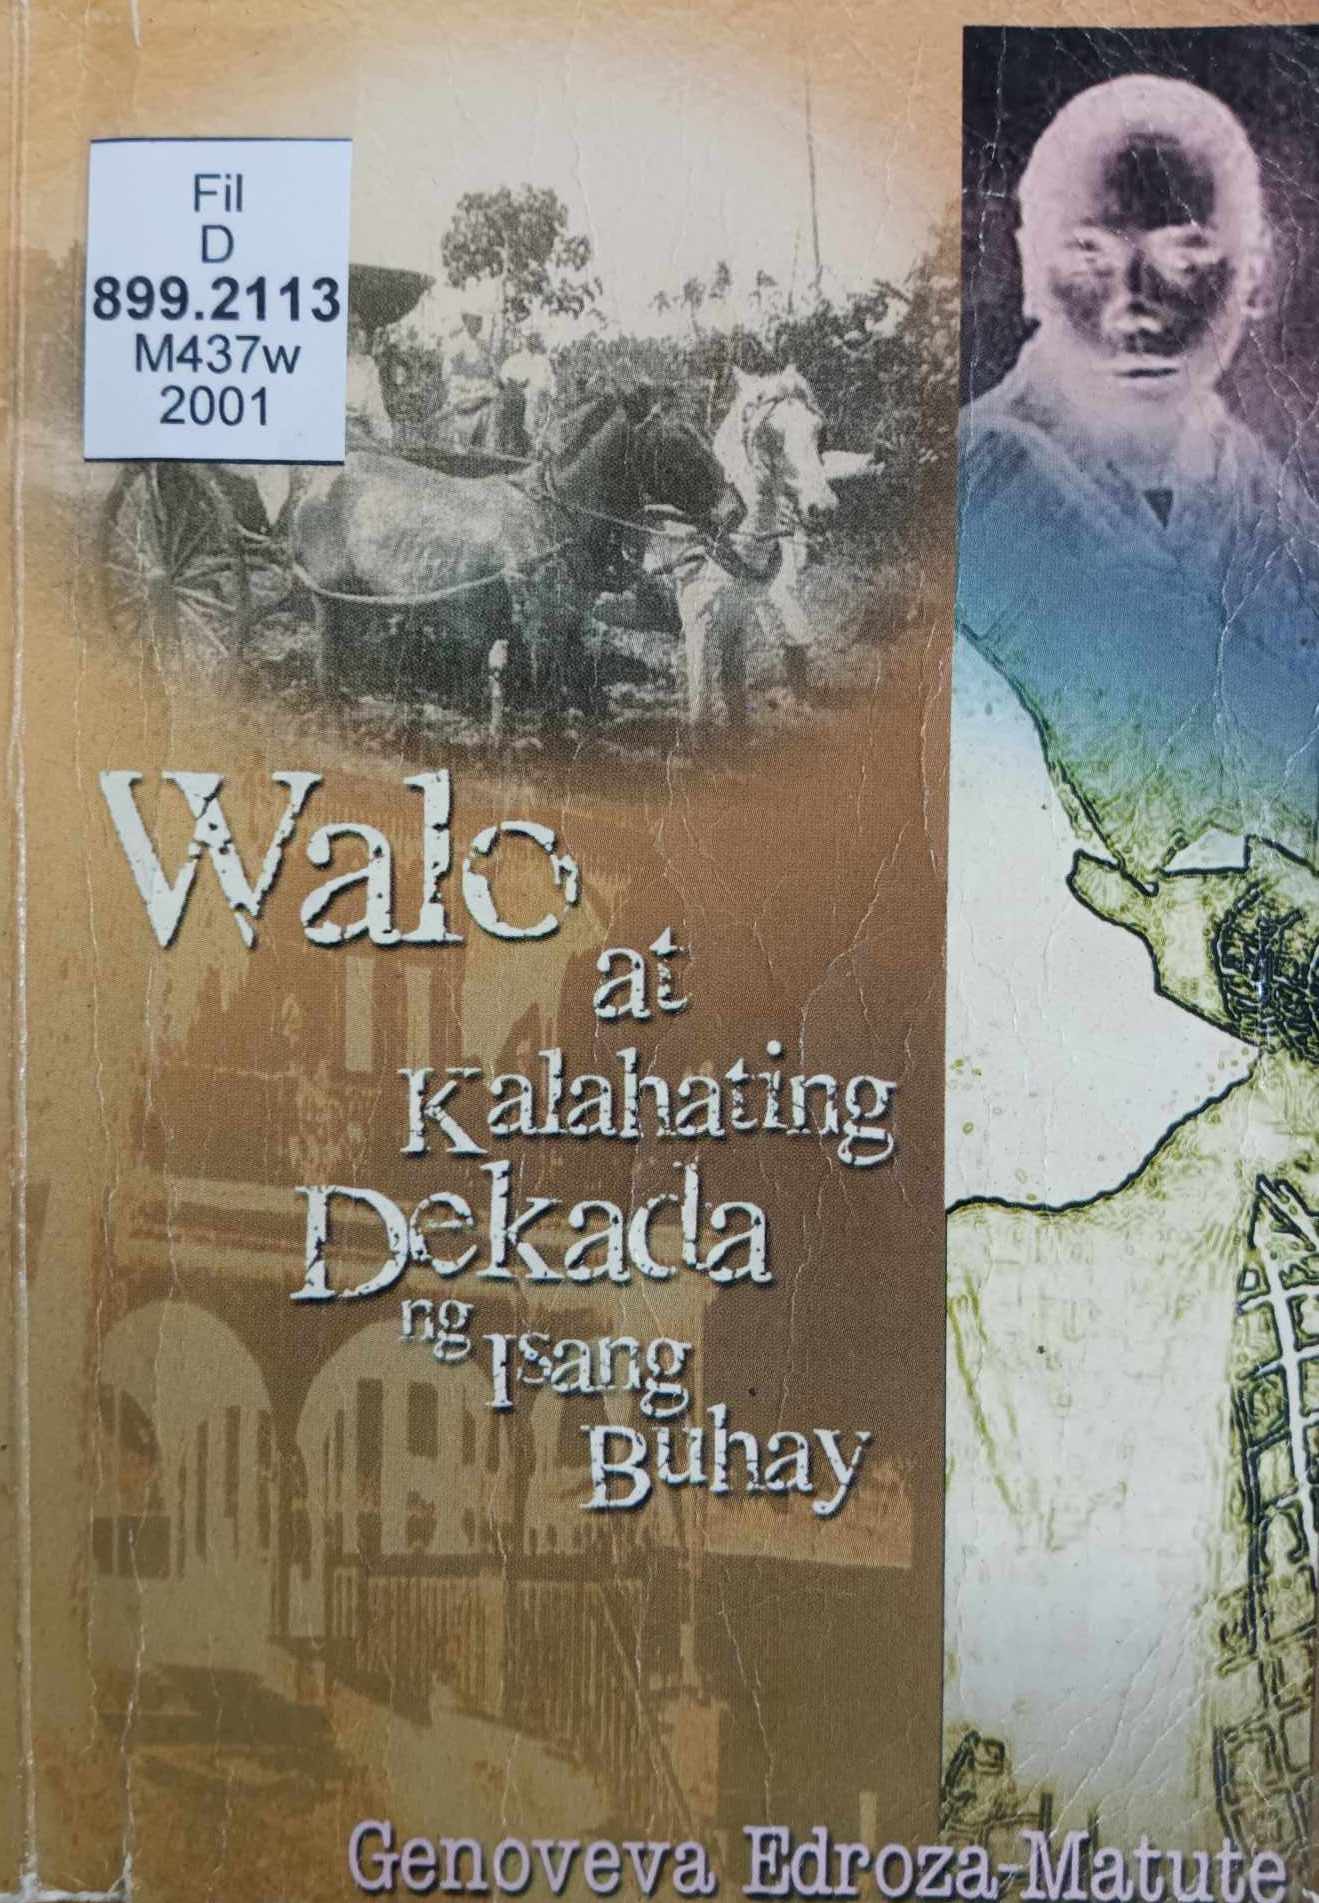 Fil
D
899.2113
M437w
2001
Walo
at
Kalahating
Dekada
ng Isang
Buhay
Genoveva Edroza-Matute